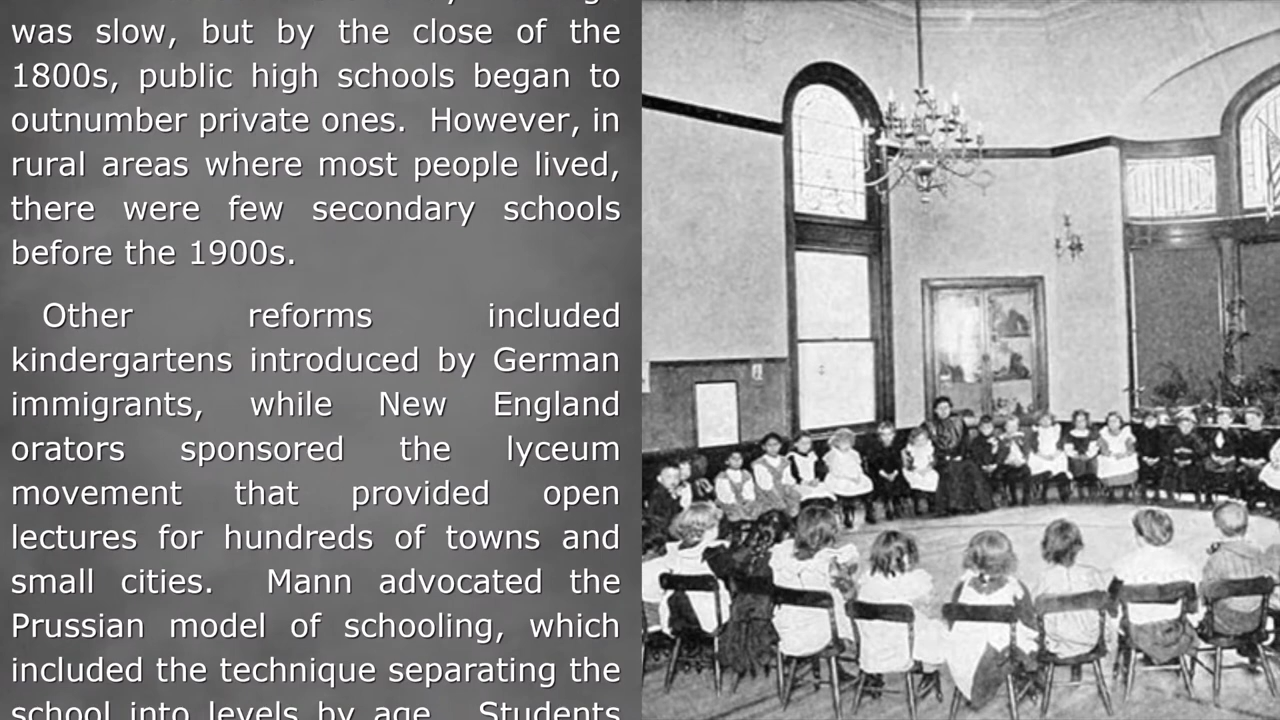 was slow, but by the close of the
1800s, public high schools began to
outnumber private ones. However, in
rural areas where most people lived,
there were few secondary schools
before the 1900s.
Other reforms included
kindergartens introduced by German
immigrants, while New England
orators sponsored the lyceum
movement that provided open
lectures for hundreds of towns and
small cities. Mann advocated the
Prussian model of schooling, which
included the technique separating the
school into levels by age. Students